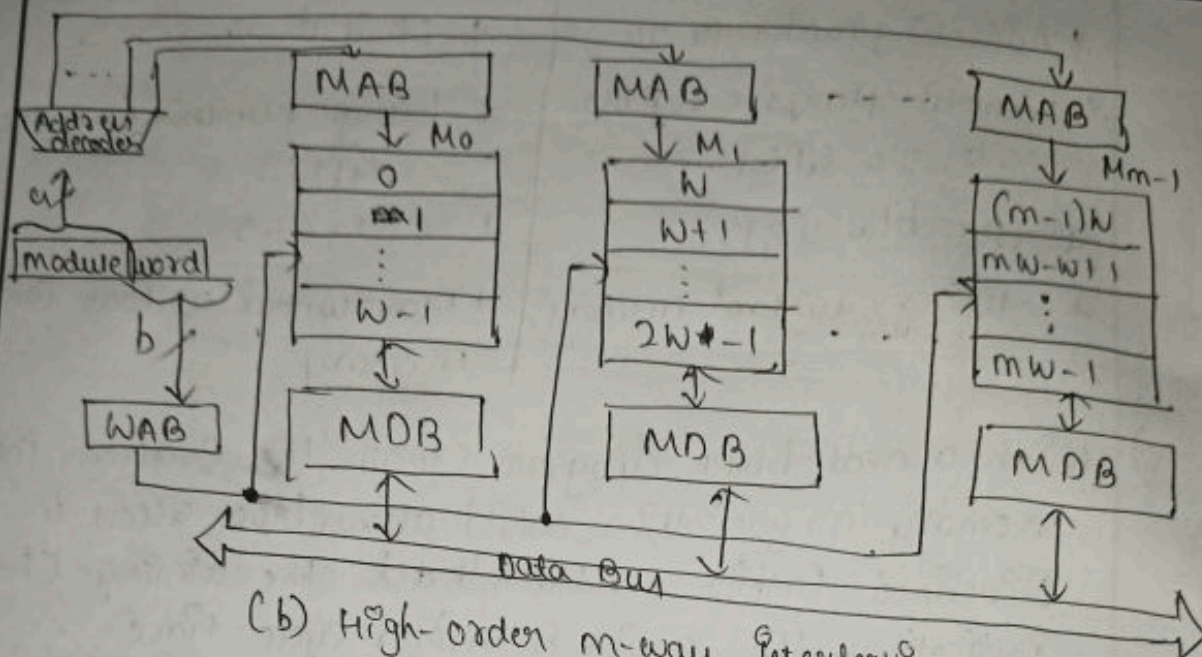 MAB
MAB
. . . .
MAB
. . . .
Address
decoder
M0
M1
Mm-1
a
0
1
⋮
W-1
W
W+1
⋮
2W-1
. . .
(m-1)W
mW-W+1
⋮
mW-1
module word
b
WAB
MDB
MDB
MDB
Data Bus
(b) High-order m-way